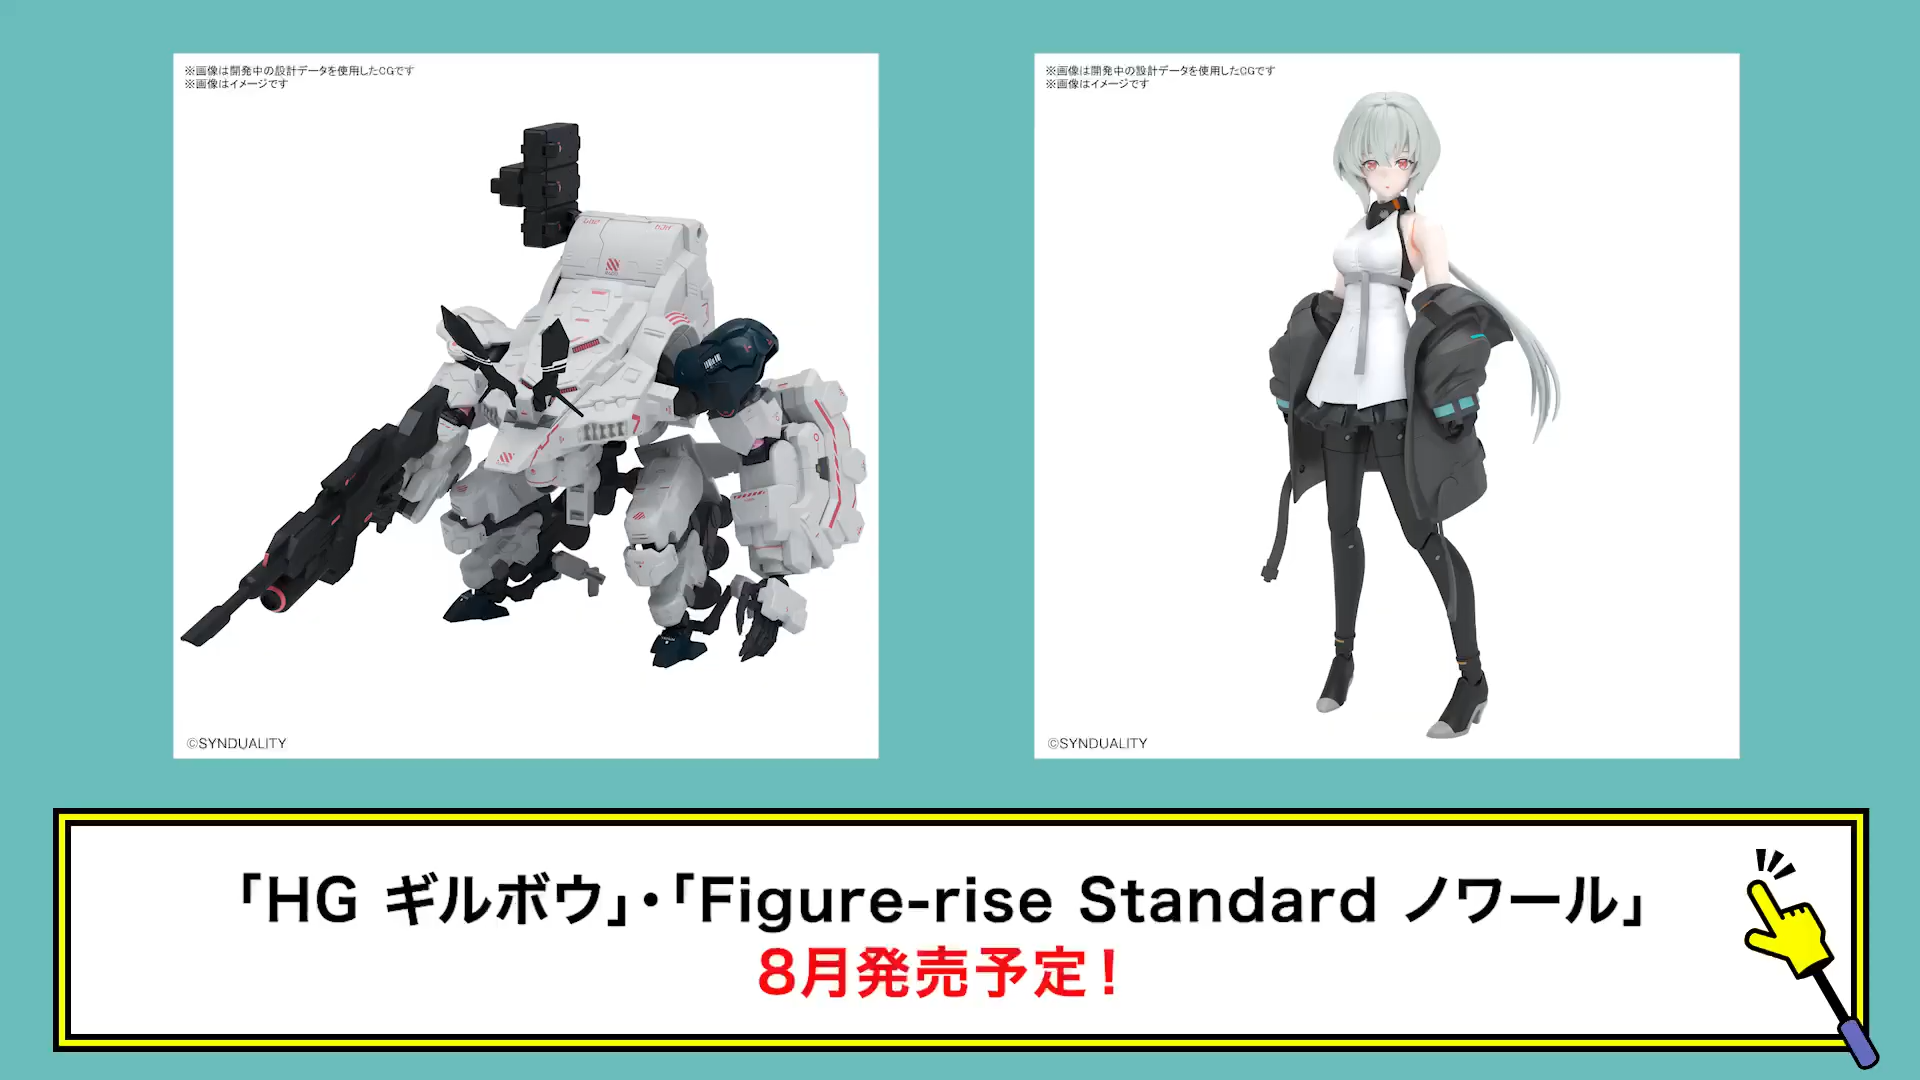 ※画像は開発中の設計データを使用したCGです
※画像はイメージです
©SYNDUALITY
※画像は開発中の設計データを使用したCGです
※画像はイメージです
©SYNDUALITY
「HG ギルボウ」・「Figure-rise Standard ノワール」
8月発売予定！